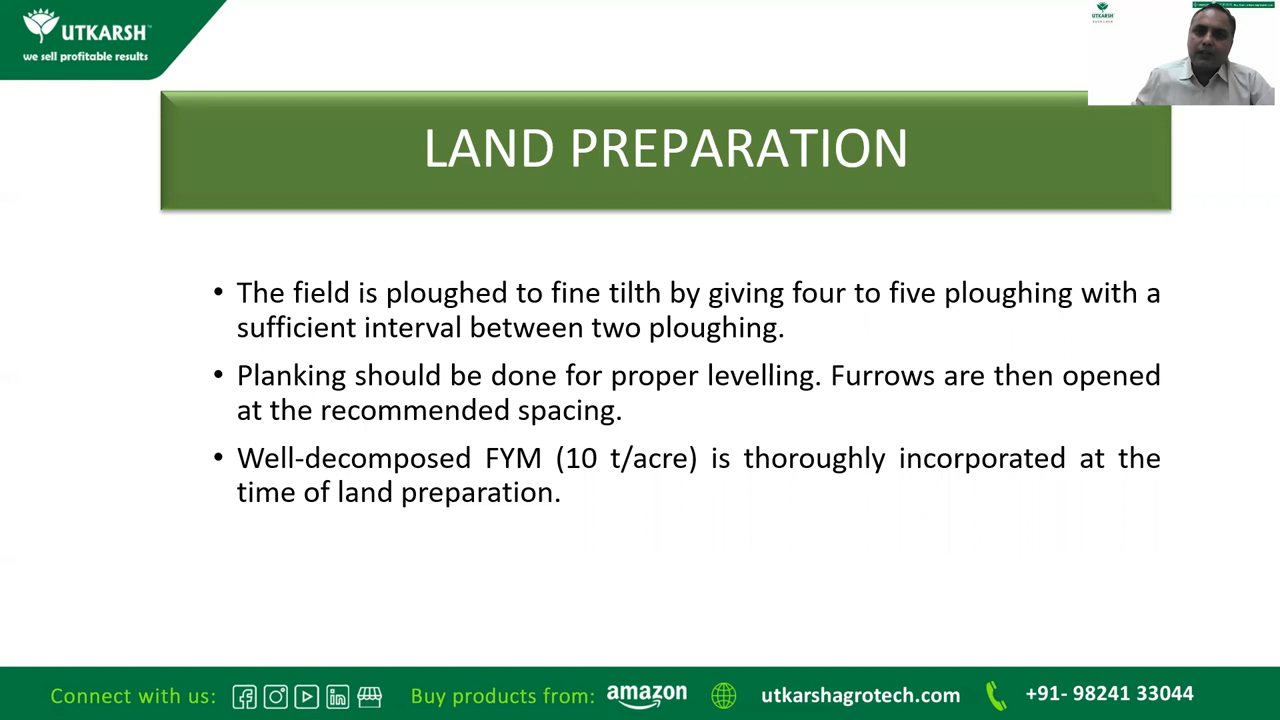 UTKARSH™
we sell profitable results
UTKARSH
LAND PREPARATION
• The field is ploughed to fine tilth by giving four to five ploughing with a
sufficient interval between two ploughing.
• Planking should be done for proper levelling. Furrows are then opened
at the recommended spacing.
• Well-decomposed FYM (10 t/acre) is thoroughly incorporated at the
time of land preparation.
Connect with us:
Buy products from: amazon
utkarshagrotech.com
+91- 98241 33044